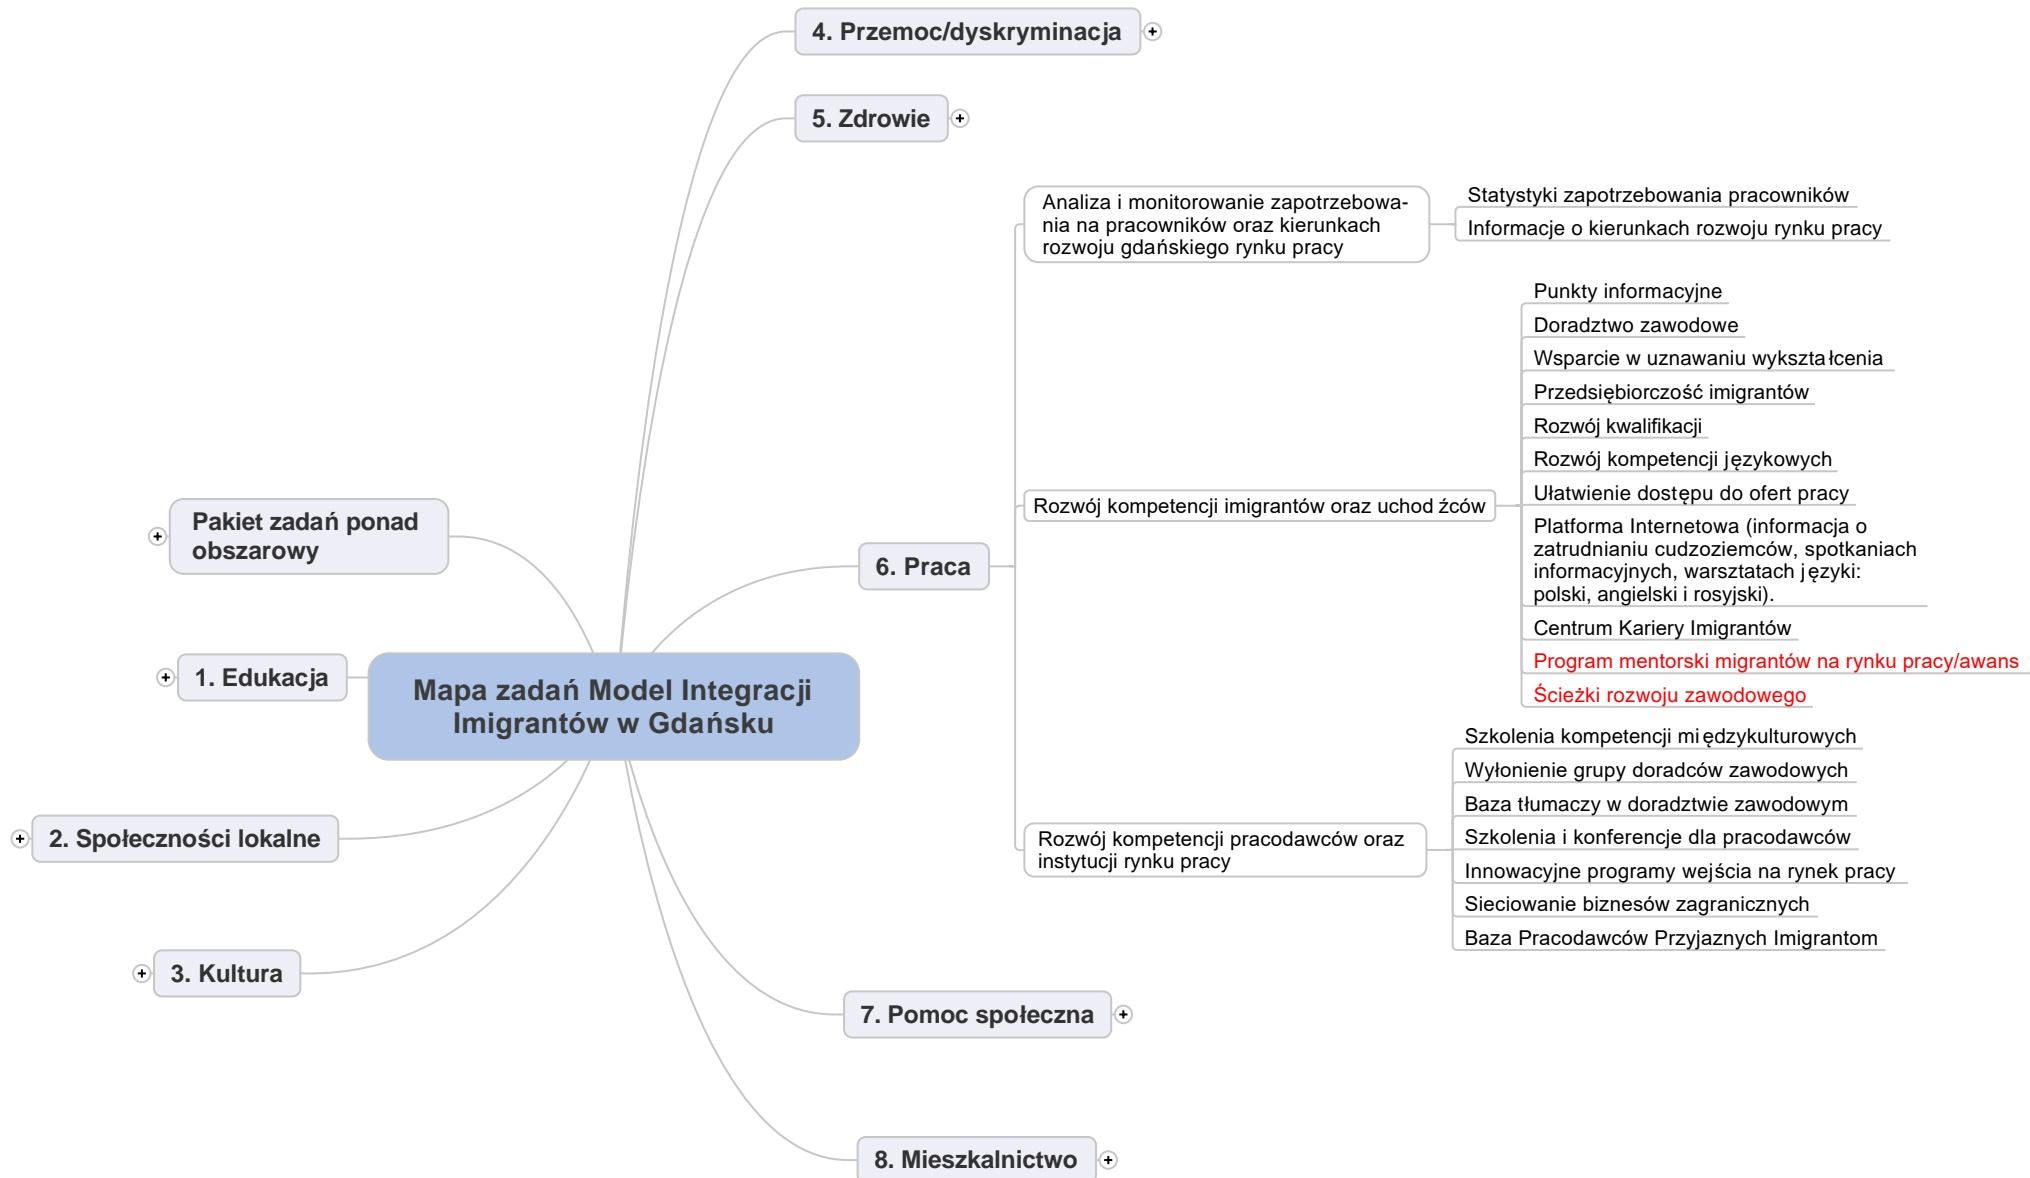 4. Przemoc/dyskryminacja
5. Zdrowie
Analiza i monitorowanie zapotrzebowa-
nia na pracowników oraz kierunkach
rozwoju gdańskiego rynku pracy
Statystyki zapotrzebowania pracowników
Informacje o kierunkach rozwoju rynku pracy
Punkty informacyjne
Doradztwo zawodowe
Wsparcie w uznawaniu wykształcenia
Przedsiębiorczość imigrantów
Rozwój kwalifikacji
Rozwój kompetencji językowych
Ułatwienie dostępu do ofert pracy
Platforma Internetowa (informacja o
zatrudnianiu cudzoziemców, spotkaniach
informacyjnych, warsztatach języki:
polski, angielski i rosyjski).
Centrum Kariery Imigrantów
Program mentorski migrantów na rynku pracy/awans
Ścieżki rozwoju zawodowego
Rozwój kompetencji imigrantów oraz uchodźców
Pakiet zadań ponad
obszarowy
6. Praca
1. Edukacja
Mapa zadań Model Integracji
Imigrantów w Gdańsku
2. Społeczności lokalne
Rozwój kompetencji pracodawców oraz
instytucji rynku pracy
Szkolenia kompetencji międzykulturowych
Wyłonienie grupy doradców zawodowych
Baza tłumaczy w doradztwie zawodowym
Szkolenia i konferencje dla pracodawców
Innowacyjne programy wejścia na rynek pracy
Sieciowanie biznesów zagranicznych
Baza Pracodawców Przyjaznych Imigrantom
3. Kultura
7. Pomoc społeczna
8. Mieszkalnictwo